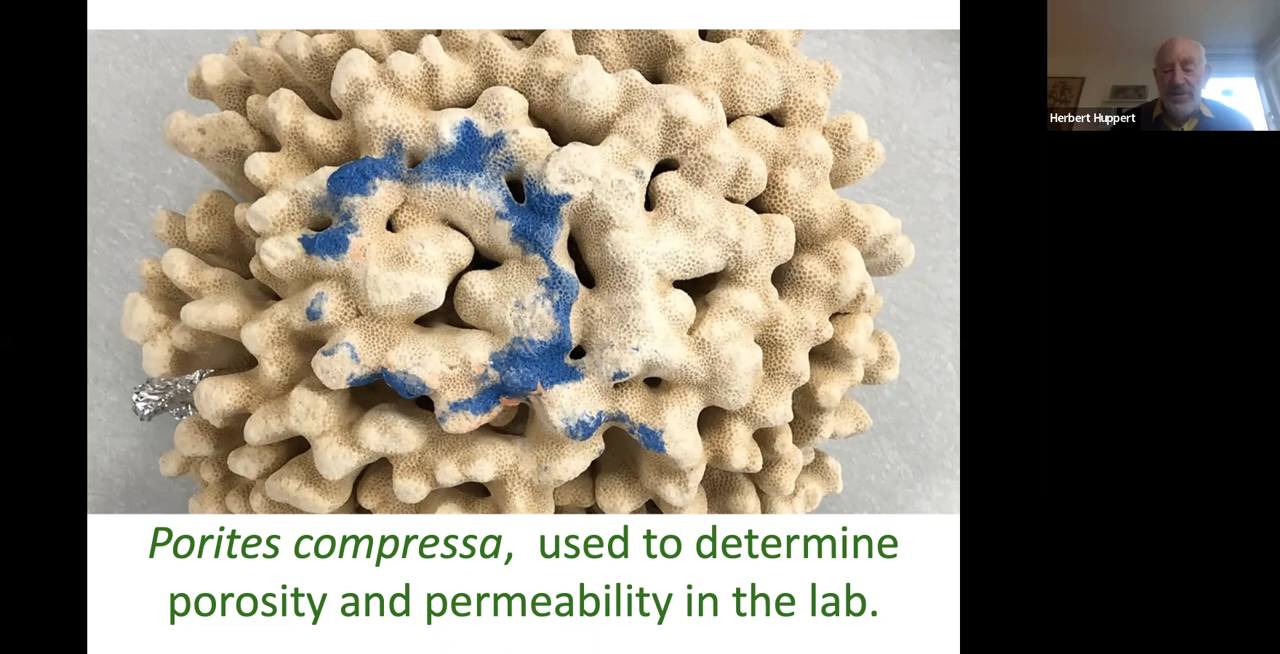 Herbert Huppert
Porites compressa, used to determine
porosity and permeability in the lab.